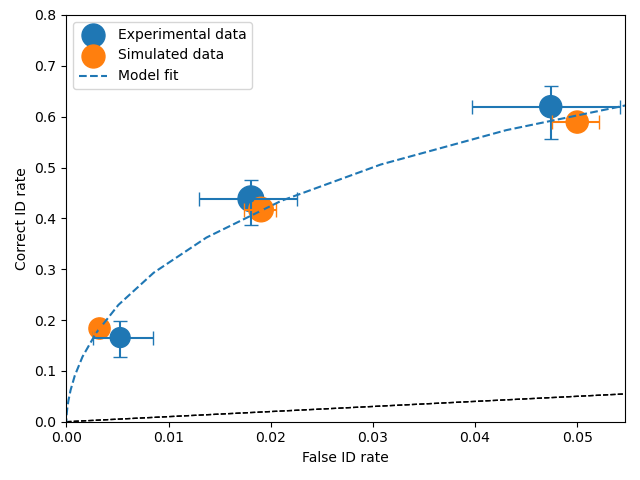 0.8
0.7
0.6
0.5
0.4
0.3
0.2
0.1
0.0
Correct ID rate
Experimental data
Simulated data
Model fit
0.00 0.01 0.02 0.03 0.04 0.05
False ID rate